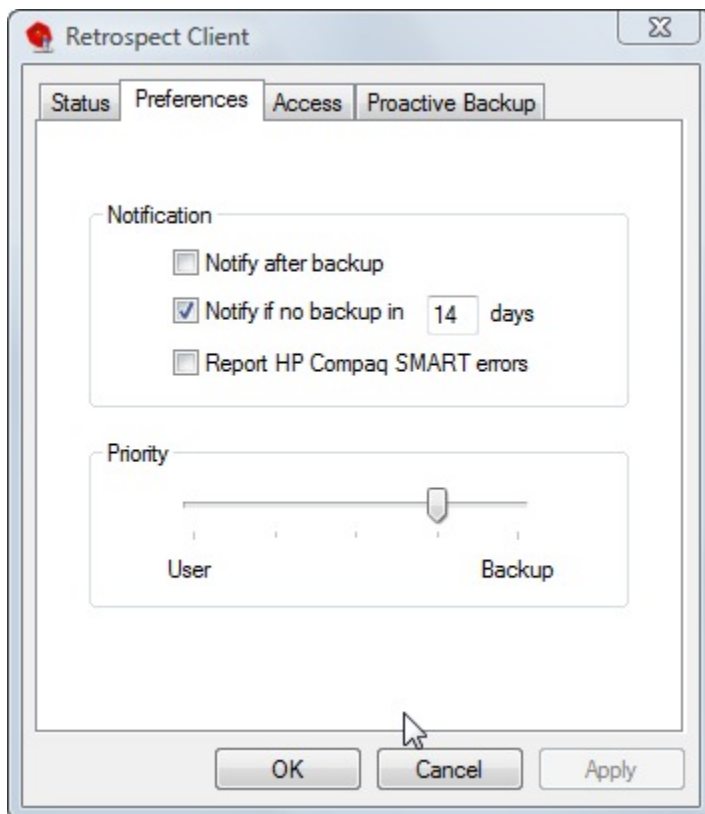 Retrospect Client
Status Preferences Access Proactive Backup
Notification
Notify after backup
Notify if no backup in 14 days
Report HP Compaq SMART errors
Priority
User Backup
OK Cancel Apply